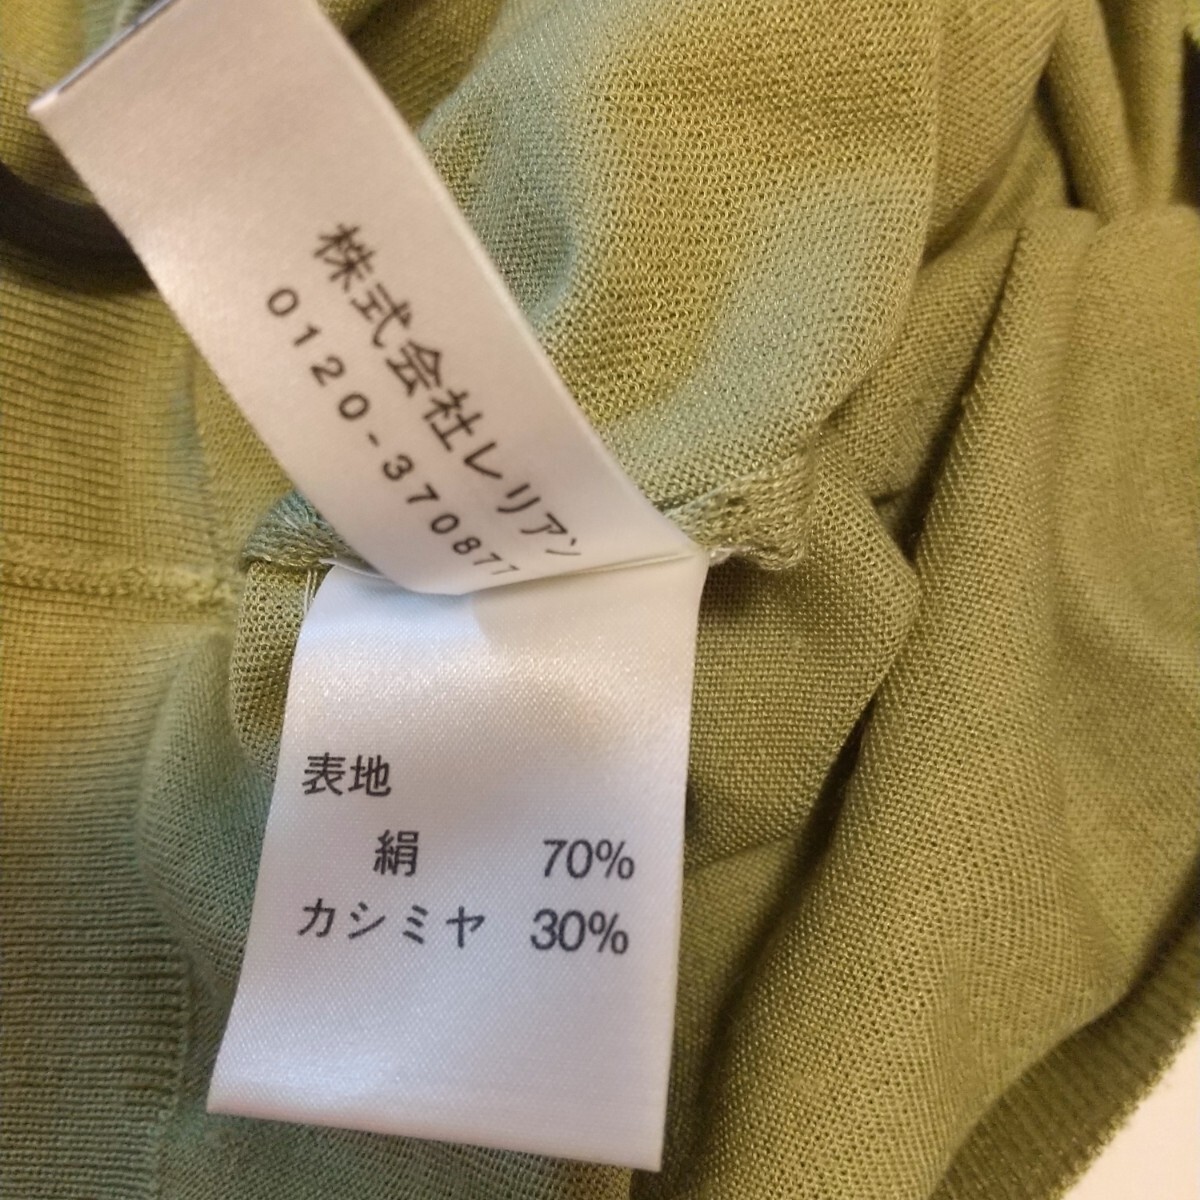 株式会社レリアン
0120-370877
表地
絹 70%
カシミヤ 30%